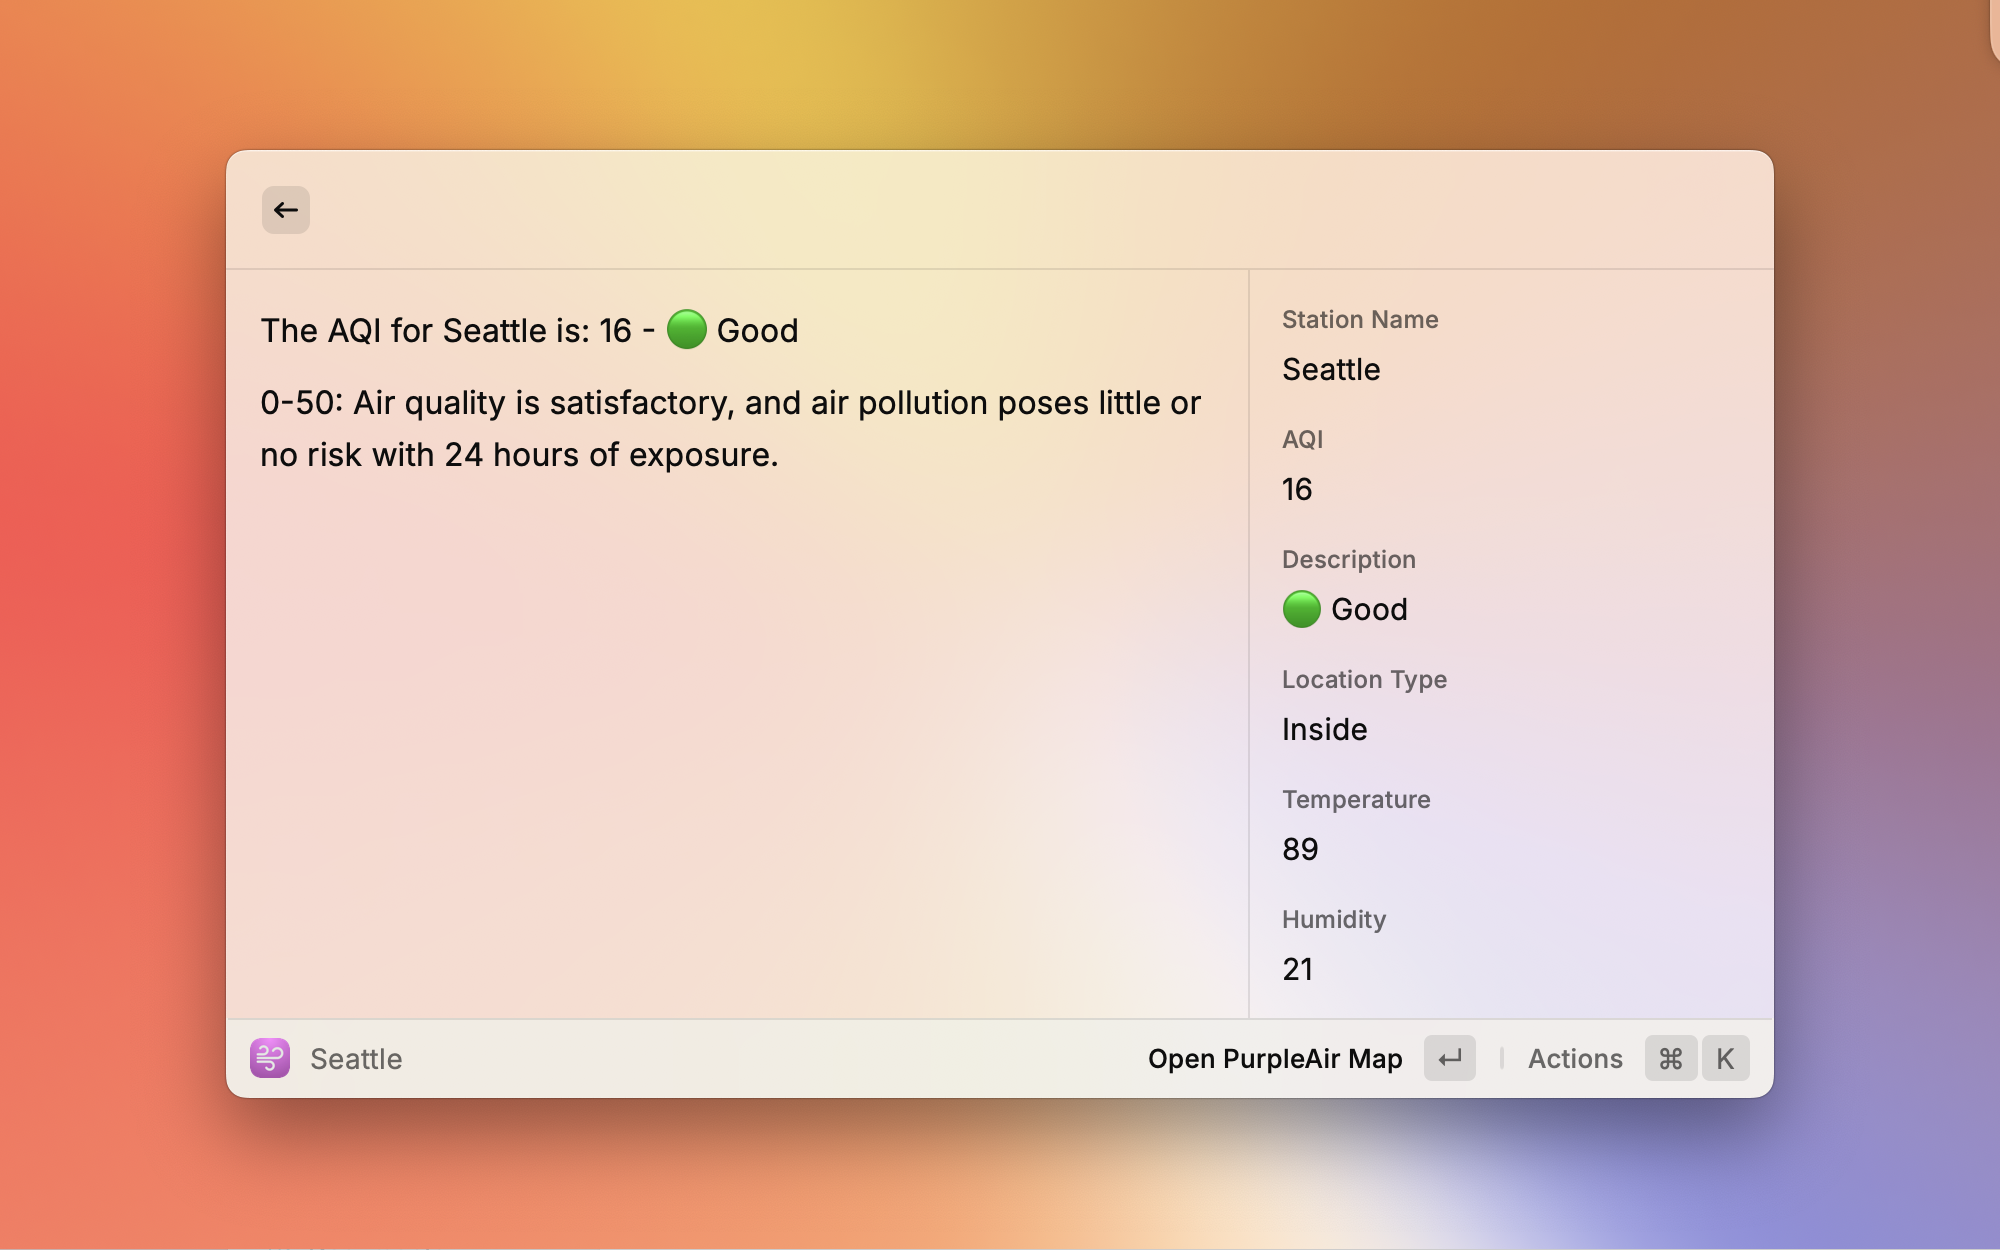 The AQI for Seattle is: 16 - 🟢 Good
0-50: Air quality is satisfactory, and air pollution poses little or
no risk with 24 hours of exposure.
Station Name
Seattle
AQI
16
Description
🟢 Good
Location Type
Inside
Temperature
89
Humidity
21
Seattle
Open PurpleAir Map ↵ Actions ⌘ K